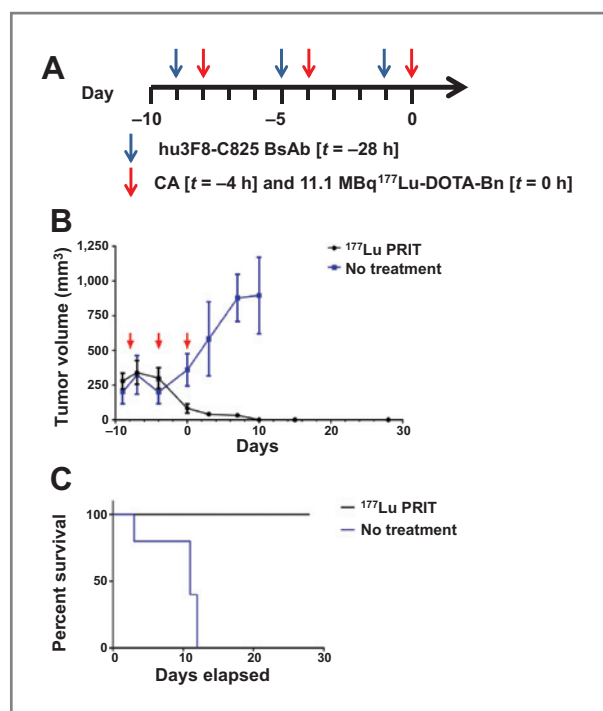 A
Day
–10 –5 0
hu3F8-C825 BsAb [t = –28 h]
CA [t = –4 h] and 11.1 MBq 177Lu-DOTA-Bn [t = 0 h]
B
Tumor volume (mm³)
1,250
1,000
750
500
250
0
–10 0 10 20 30
Days
¹⁷⁷Lu PRIT
No treatment
C
Percent survival
100
50
0
0 10 20 30
Days elapsed
¹⁷⁷Lu PRIT
No treatment